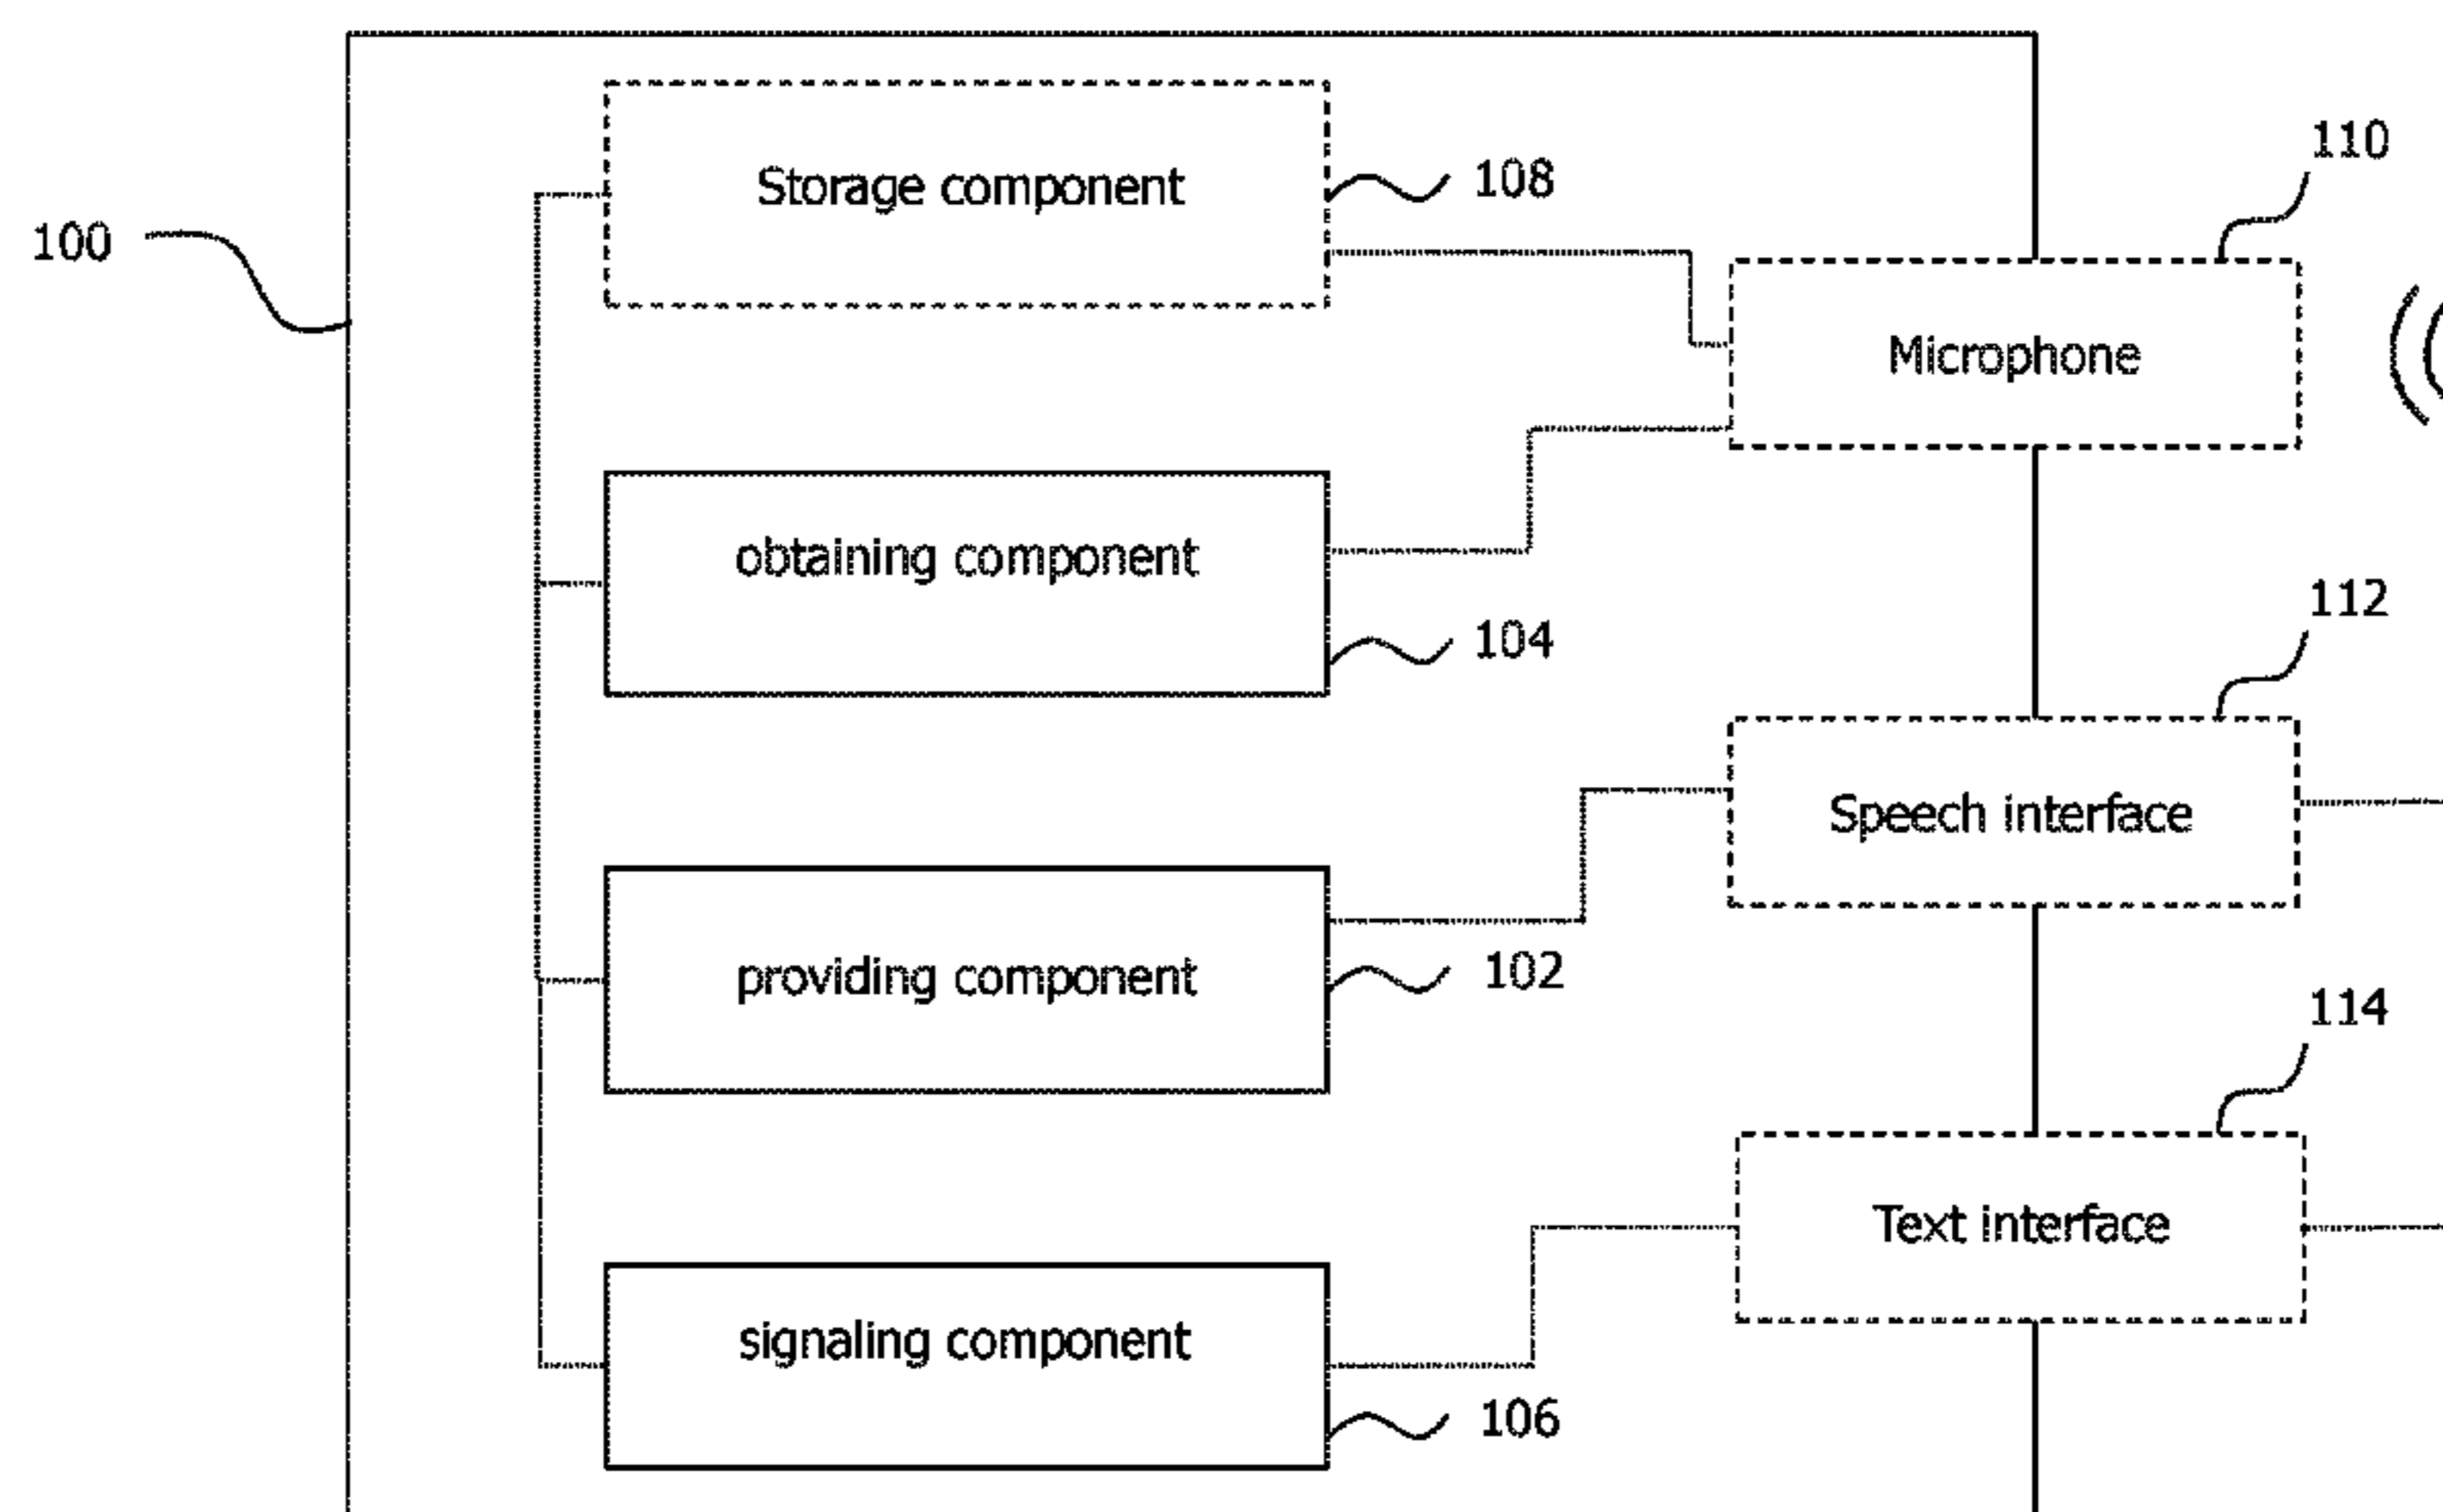 110
Storage component
108
100
Microphone
obtaining component
104
112
Speech interface
providing component
102
114
Text interface
signaling component
106